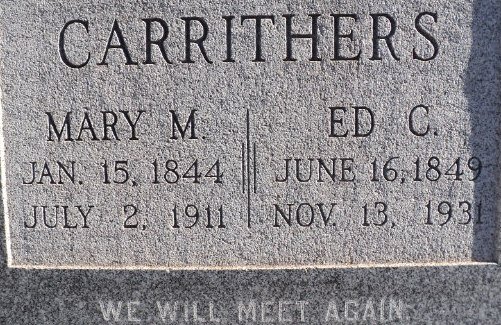 CARRITHERS
MARY M.
JAN. 15, 1844
JULY 2, 1911
ED C.
JUNE 16, 1849
NOV. 13, 1931
WE WILL MEET AGAIN.